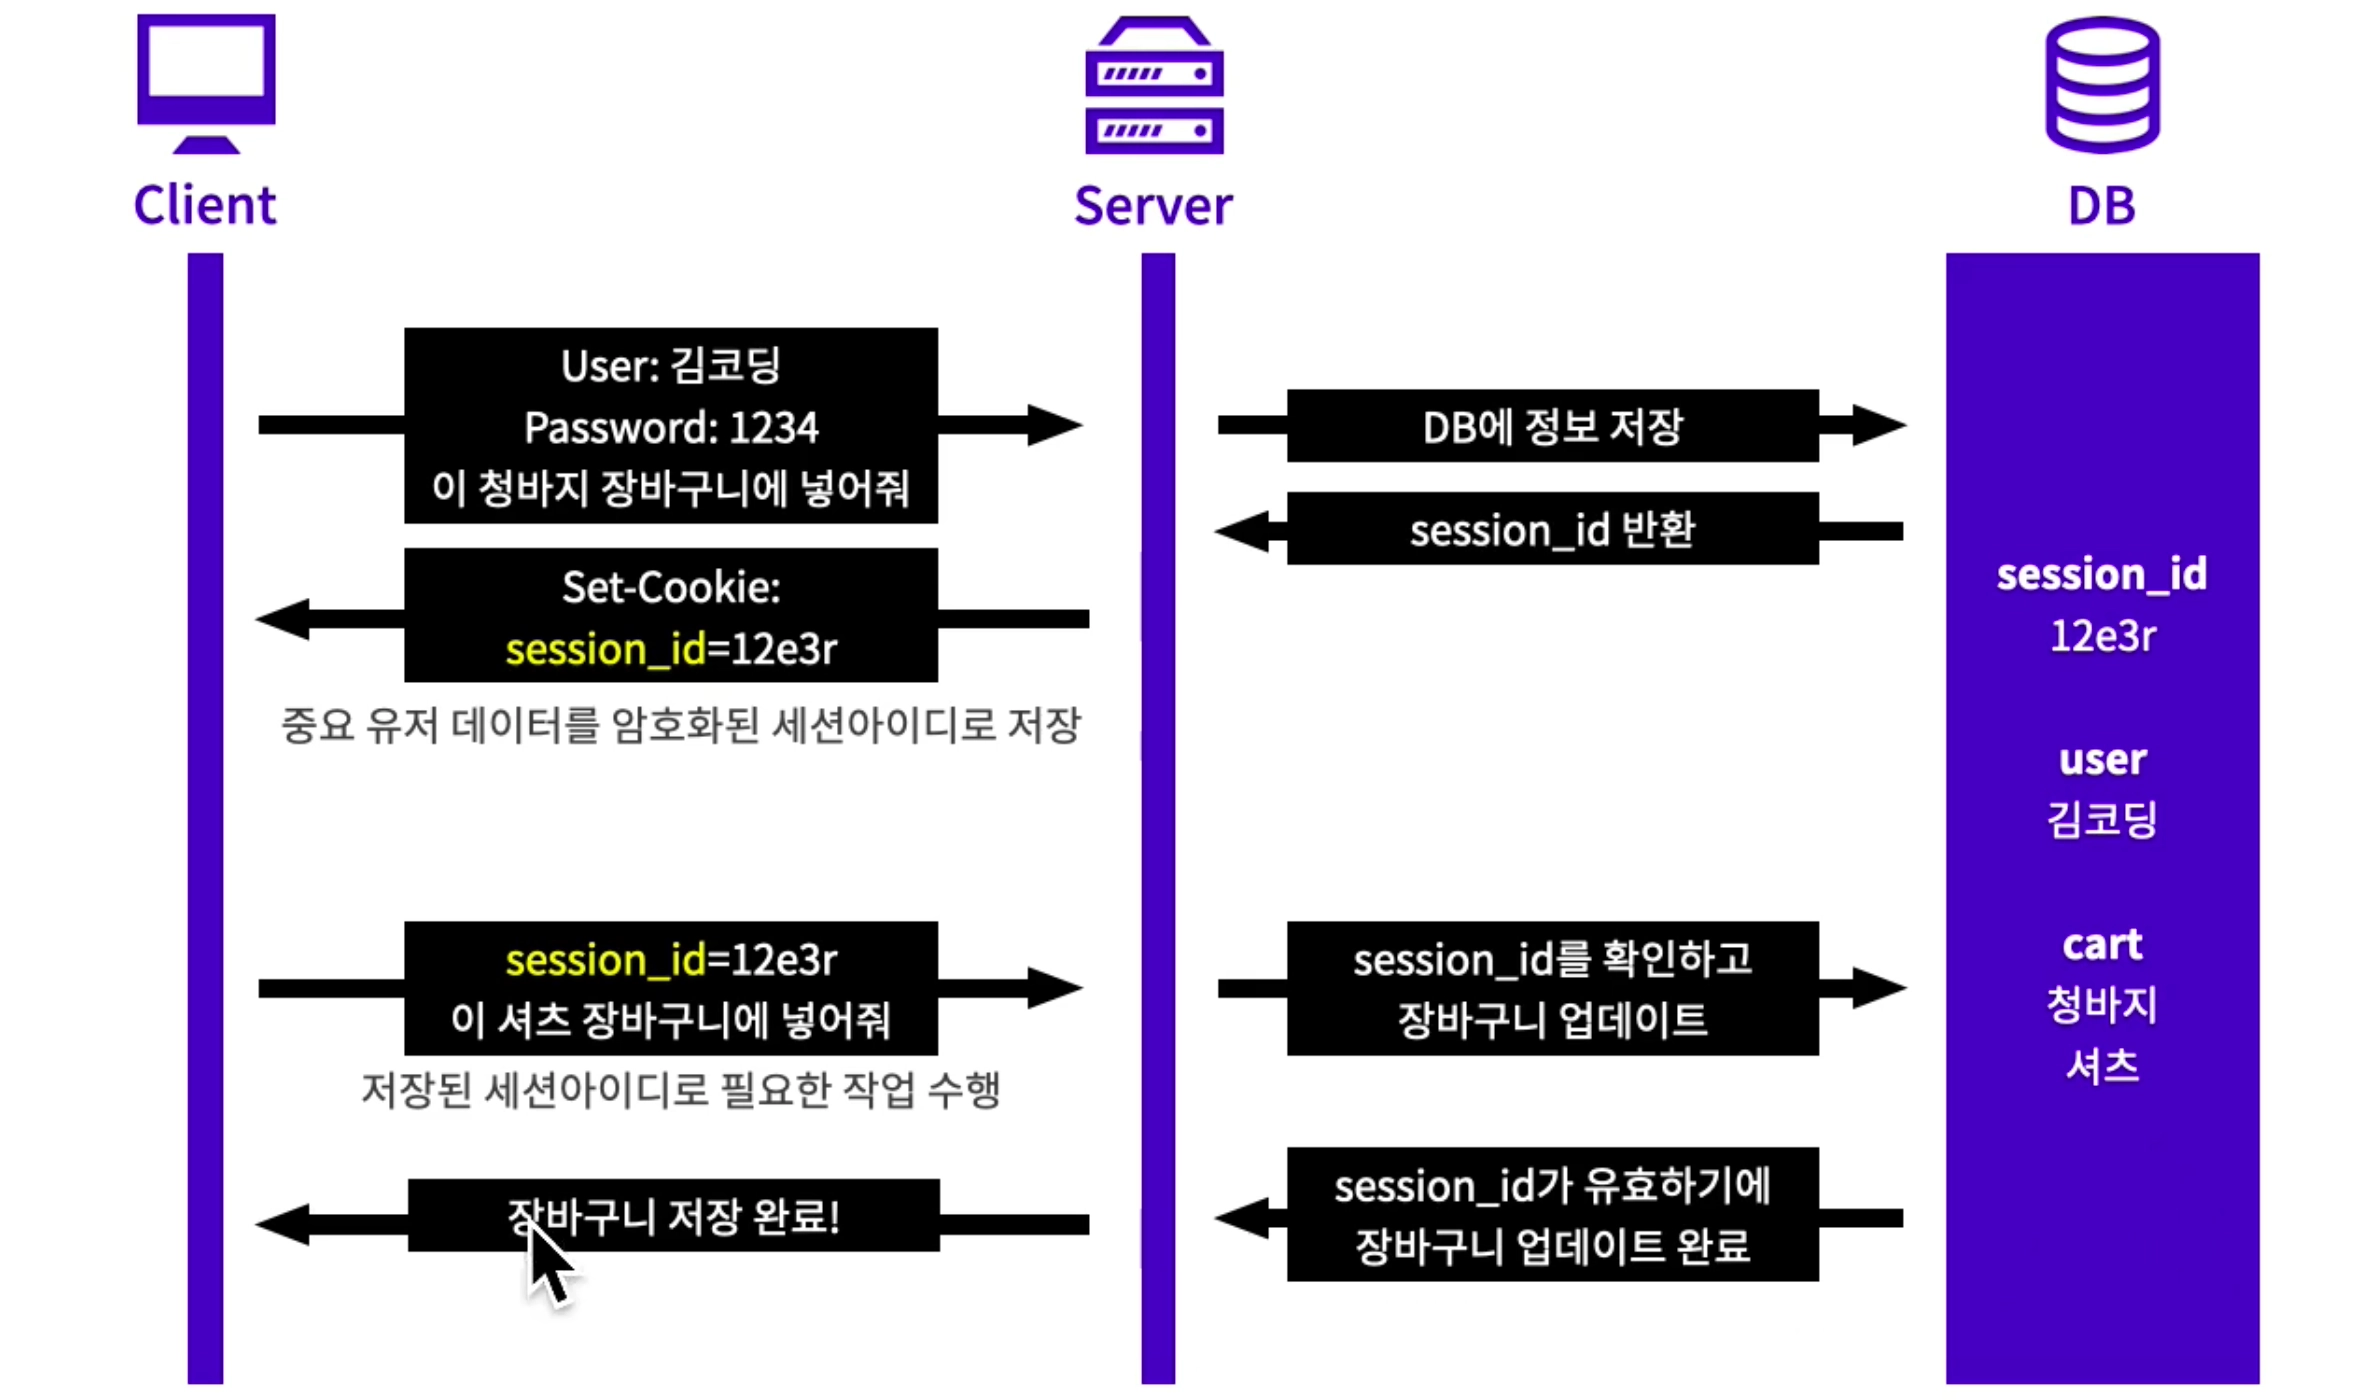 Client
Server
DB
User: 김코딩
Password: 1234
이 청바지 장바구니에 넣어줘
DB에 정보 저장
session_id 반환
Set-Cookie:
session_id=12e3r
중요 유저 데이터를 암호화된 세션아이디로 저장
session_id=12e3r
이 셔츠 장바구니에 넣어줘
저장된 세션아이디로 필요한 작업 수행
session_id를 확인하고
장바구니 업데이트
session_id가 유효하기에
장바구니 업데이트 완료
장바구니 저장 완료!
session_id
12e3r
user
김코딩
cart
청바지
셔츠